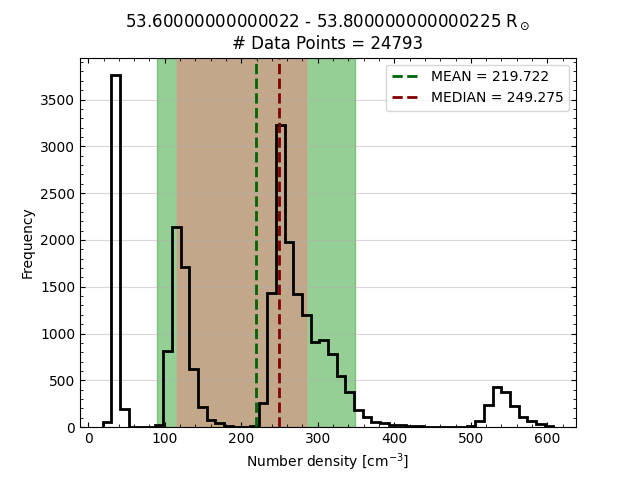 53.60000000000022 - 53.800000000000225 R⊙
# Data Points = 24793
MEAN = 219.722
MEDIAN = 249.275
Frequency
3500
3000
2500
2000
1500
1000
500
0
0 100 200 300 400 500 600
Number density [cm⁻³]